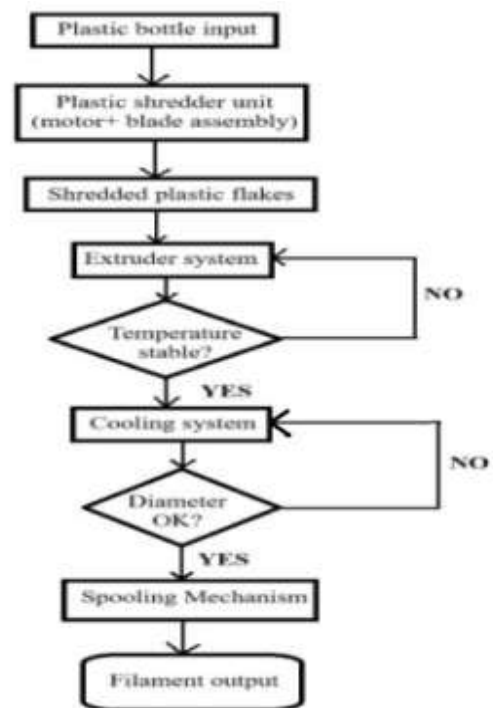 Plastic bottle input
Plastic shredder unit
(motor+ blade assembly)
Shredded plastic flakes
Extruder system
NO
Temperature
stable?
YES
Cooling system
NO
Diameter
OK?
YES
Spooling Mechanism
Filament output